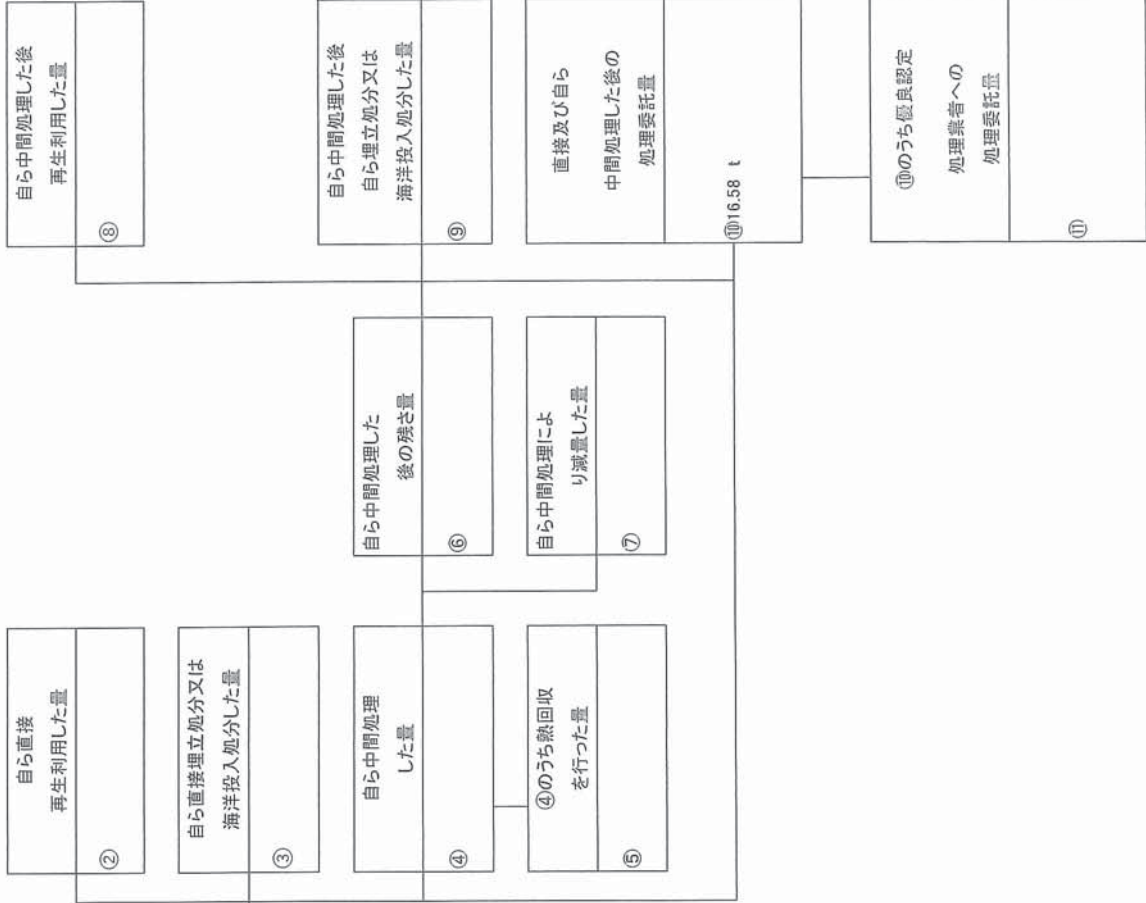 自ら直接
再生利用した量
②
自ら直接埋立処分又は
海洋投入処分した量
③
自ら中間処理
した量
④
④のうち熱回収
を行った量
⑤
自ら中間処理した
後の残さ量
⑥
自ら中間処理によ
り減量した量
⑦
自ら中間処理した後
再生利用した量
⑧
自ら中間処理した後
自ら埋立処分又は
海洋投入処分した量
⑨
直接及び自ら
中間処理した後の
処理委託量
⑩16.58 t
⑩のうち優良認定
処理業者への
処理委託量
⑪